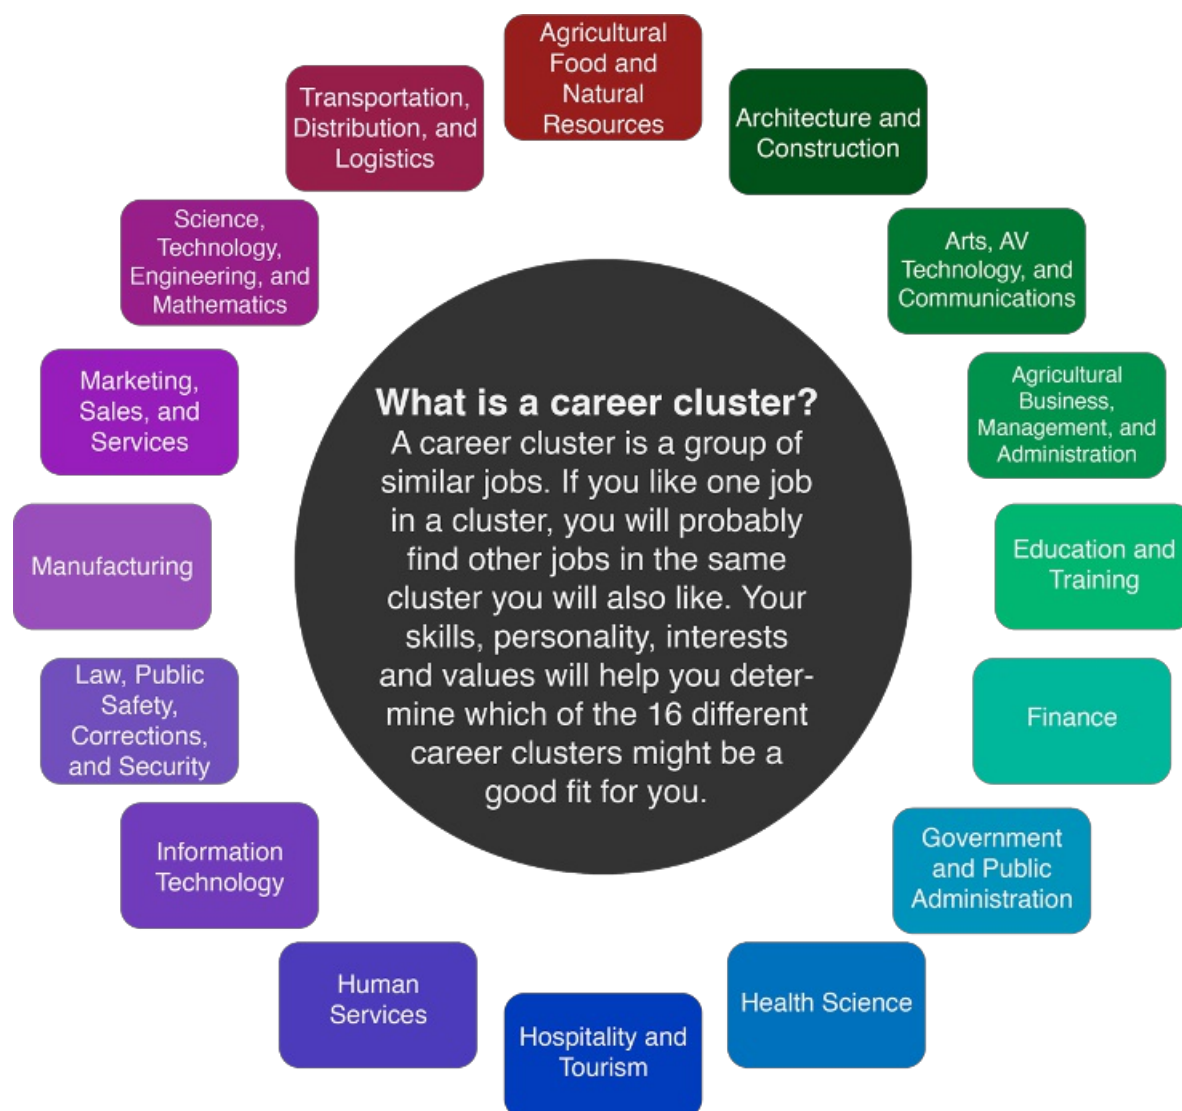 Agricultural
Food and
Natural
Resources
Architecture and
Construction
Arts, AV
Technology, and
Communications
Agricultural
Business,
Management, and
Administration
Education and
Training
Finance
Government
and Public
Administration
Health Science
Hospitality and
Tourism
Human
Services
Information
Technology
Law, Public
Safety,
Corrections,
and Security
Manufacturing
Marketing,
Sales, and
Services
Science,
Technology,
Engineering, and
Mathematics
Transportation,
Distribution, and
Logistics
What is a career cluster?
A career cluster is a group of
similar jobs. If you like one job
in a cluster, you will probably
find other jobs in the same
cluster you will also like. Your
skills, personality, interests
and values will help you deter-
mine which of the 16 different
career clusters might be a
good fit for you.